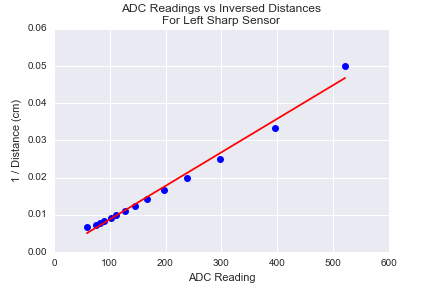 ADC Readings vs Inversed Distances
For Left Sharp Sensor
0.06
0.05
0.04
0.03
0.02
0.01
0.00
1 / Distance (cm)
0 100 200 300 400 500 600
ADC Reading